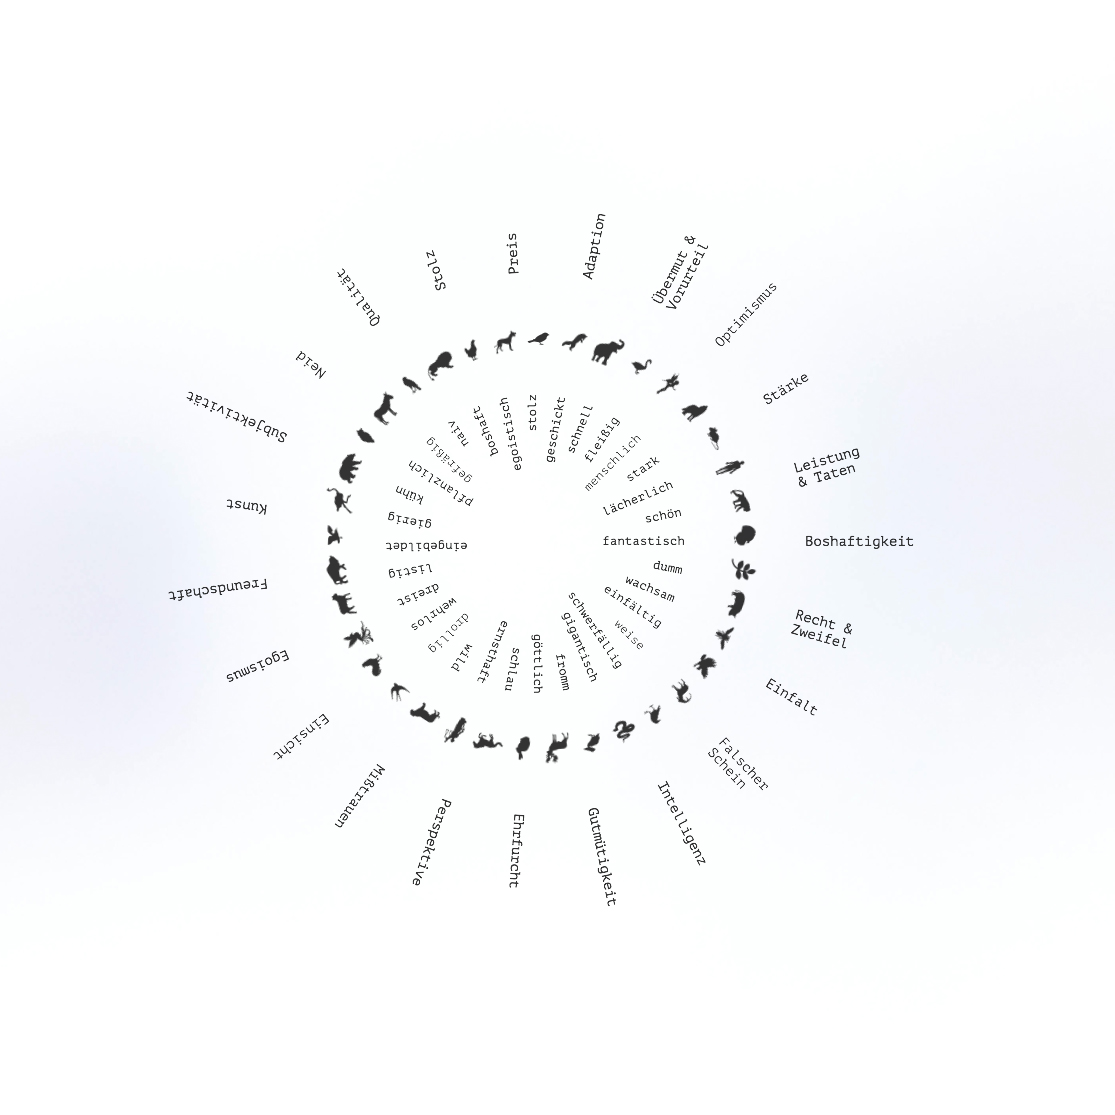 Preis
Adaption
Übermut &
Vorurteil
Optimismus
Stärke
Leistung
& Taten
Boshaftigkeit
Recht &
Zweifel
Einfalt
Falscher
Schein
Intelligenz
Gutmütigkeit
Ehrfurcht
Perspektive
Mißtrauen
Einsicht
Egoismus
Freundschaft
Kunst
Subjektivität
Neid
Qualität
Stolz
stolz
geschickt
schnell
fleißig
menschlich
stark
lächerlich
schön
fantastisch
dumm
wachsam
einfältig
weise
schwerfällig
gigantisch
fromm
göttlich
schlau
ernsthaft
wild
drollig
wehrlos
dreist
listig
eingebildet
gierig
kühn
pflanzlich
gefräßig
naiv
boshaft
egoistisch